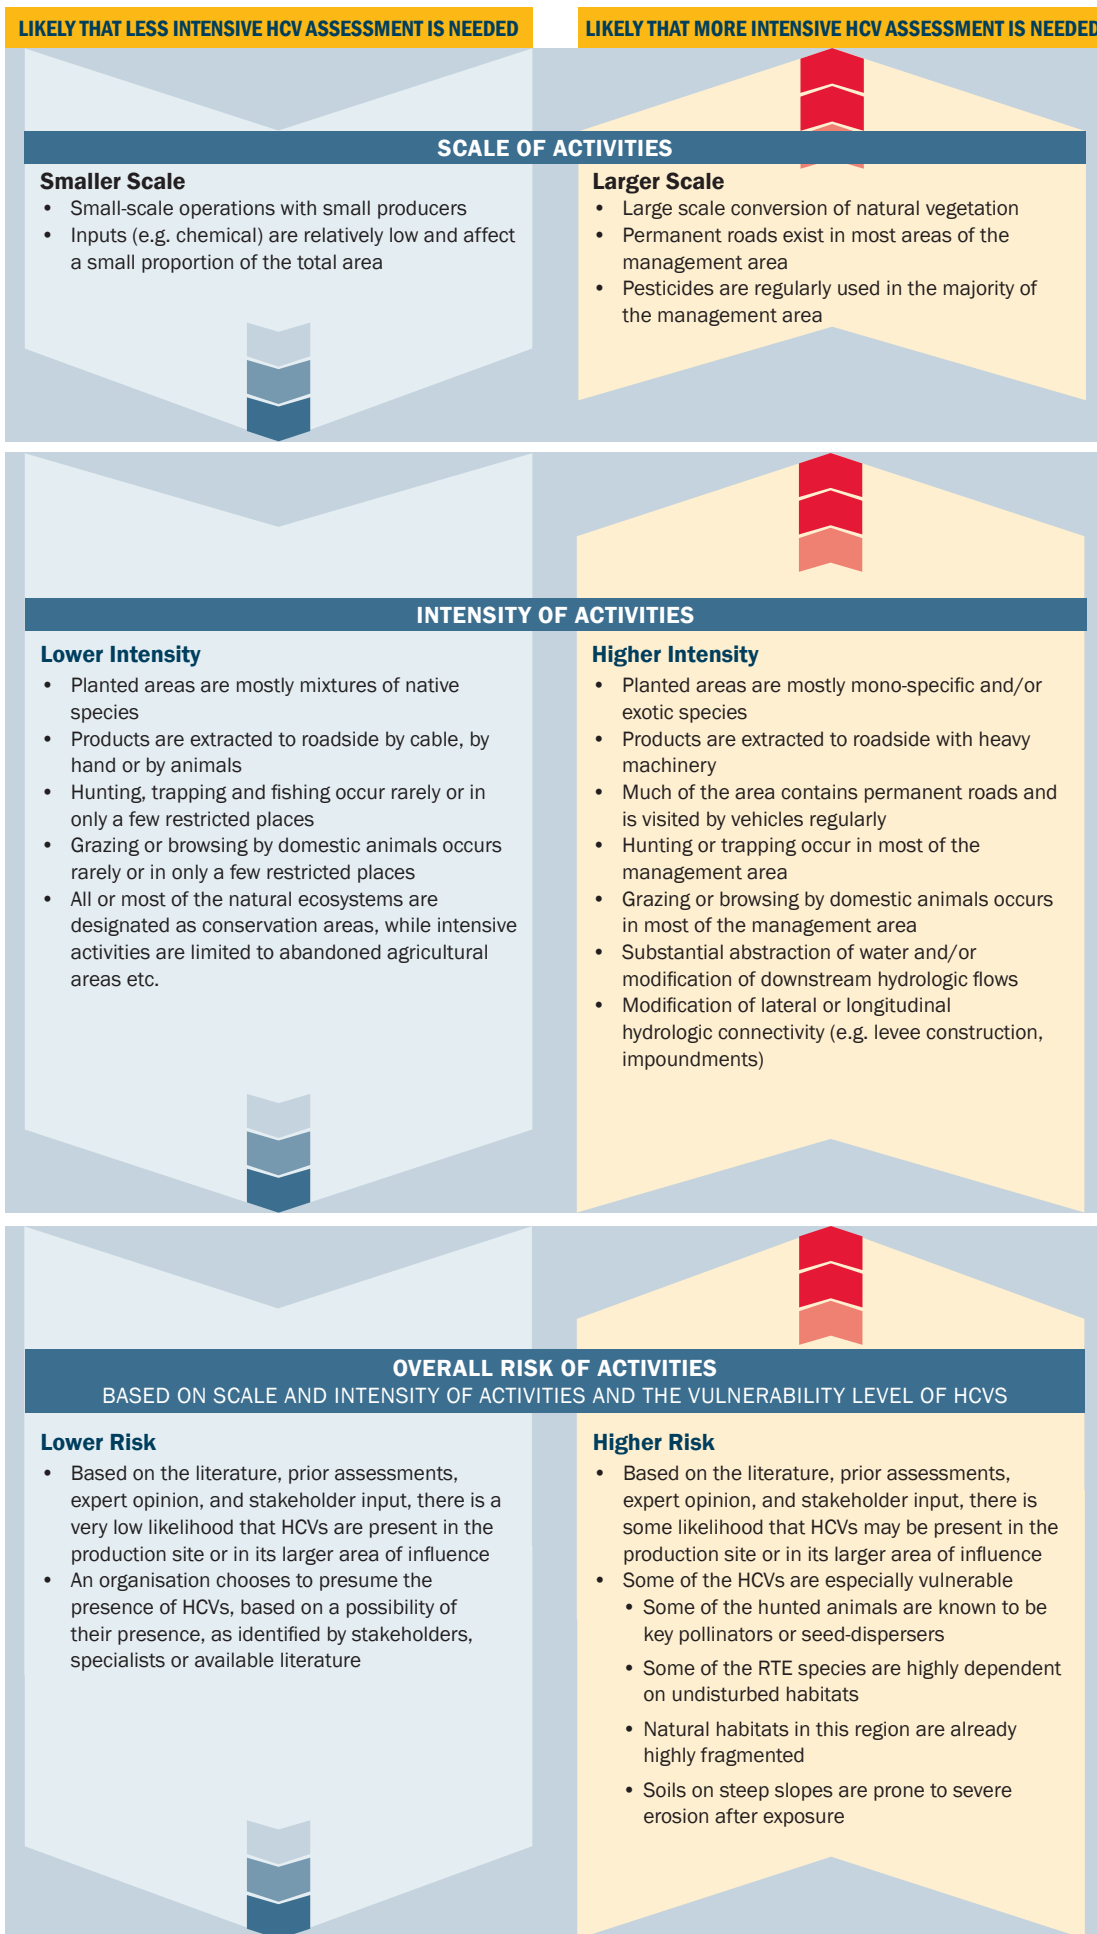 LIKELY THAT LESS INTENSIVE HCV ASSESSMENT IS NEEDED
LIKELY THAT MORE INTENSIVE HCV ASSESSMENT IS NEEDED
SCALE OF ACTIVITIES
Smaller Scale
• Small-scale operations with small producers
• Inputs (e.g. chemical) are relatively low and affect
a small proportion of the total area
Larger Scale
• Large scale conversion of natural vegetation
• Permanent roads exist in most areas of the
management area
• Pesticides are regularly used in the majority of
the management area
INTENSITY OF ACTIVITIES
Lower Intensity
• Planted areas are mostly mixtures of native
species
• Products are extracted to roadside by cable, by
hand or by animals
• Hunting, trapping and fishing occur rarely or in
only a few restricted places
• Grazing or browsing by domestic animals occurs
rarely or in only a few restricted places
• All or most of the natural ecosystems are
designated as conservation areas, while intensive
activities are limited to abandoned agricultural
areas etc.
Higher Intensity
• Planted areas are mostly mono-specific and/or
exotic species
• Products are extracted to roadside with heavy
machinery
• Much of the area contains permanent roads and
is visited by vehicles regularly
• Hunting or trapping occur in most of the
management area
• Grazing or browsing by domestic animals occurs
in most of the management area
• Substantial abstraction of water and/or
modification of downstream hydrologic flows
• Modification of lateral or longitudinal
hydrologic connectivity (e.g. levee construction,
impoundments)
OVERALL RISK OF ACTIVITIES
BASED ON SCALE AND INTENSITY OF ACTIVITIES AND THE VULNERABILITY LEVEL OF HCVS
Lower Risk
• Based on the literature, prior assessments,
expert opinion, and stakeholder input, there is a
very low likelihood that HCVs are present in the
production site or in its larger area of influence
• An organisation chooses to presume the
presence of HCVs, based on a possibility of
their presence, as identified by stakeholders,
specialists or available literature
Higher Risk
• Based on the literature, prior assessments,
expert opinion, and stakeholder input, there is
some likelihood that HCVs may be present in the
production site or in its larger area of influence
• Some of the HCVs are especially vulnerable
• Some of the hunted animals are known to be
key pollinators or seed-dispersers
• Some of the RTE species are highly dependent
on undisturbed habitats
• Natural habitats in this region are already
highly fragmented
• Soils on steep slopes are prone to severe
erosion after exposure